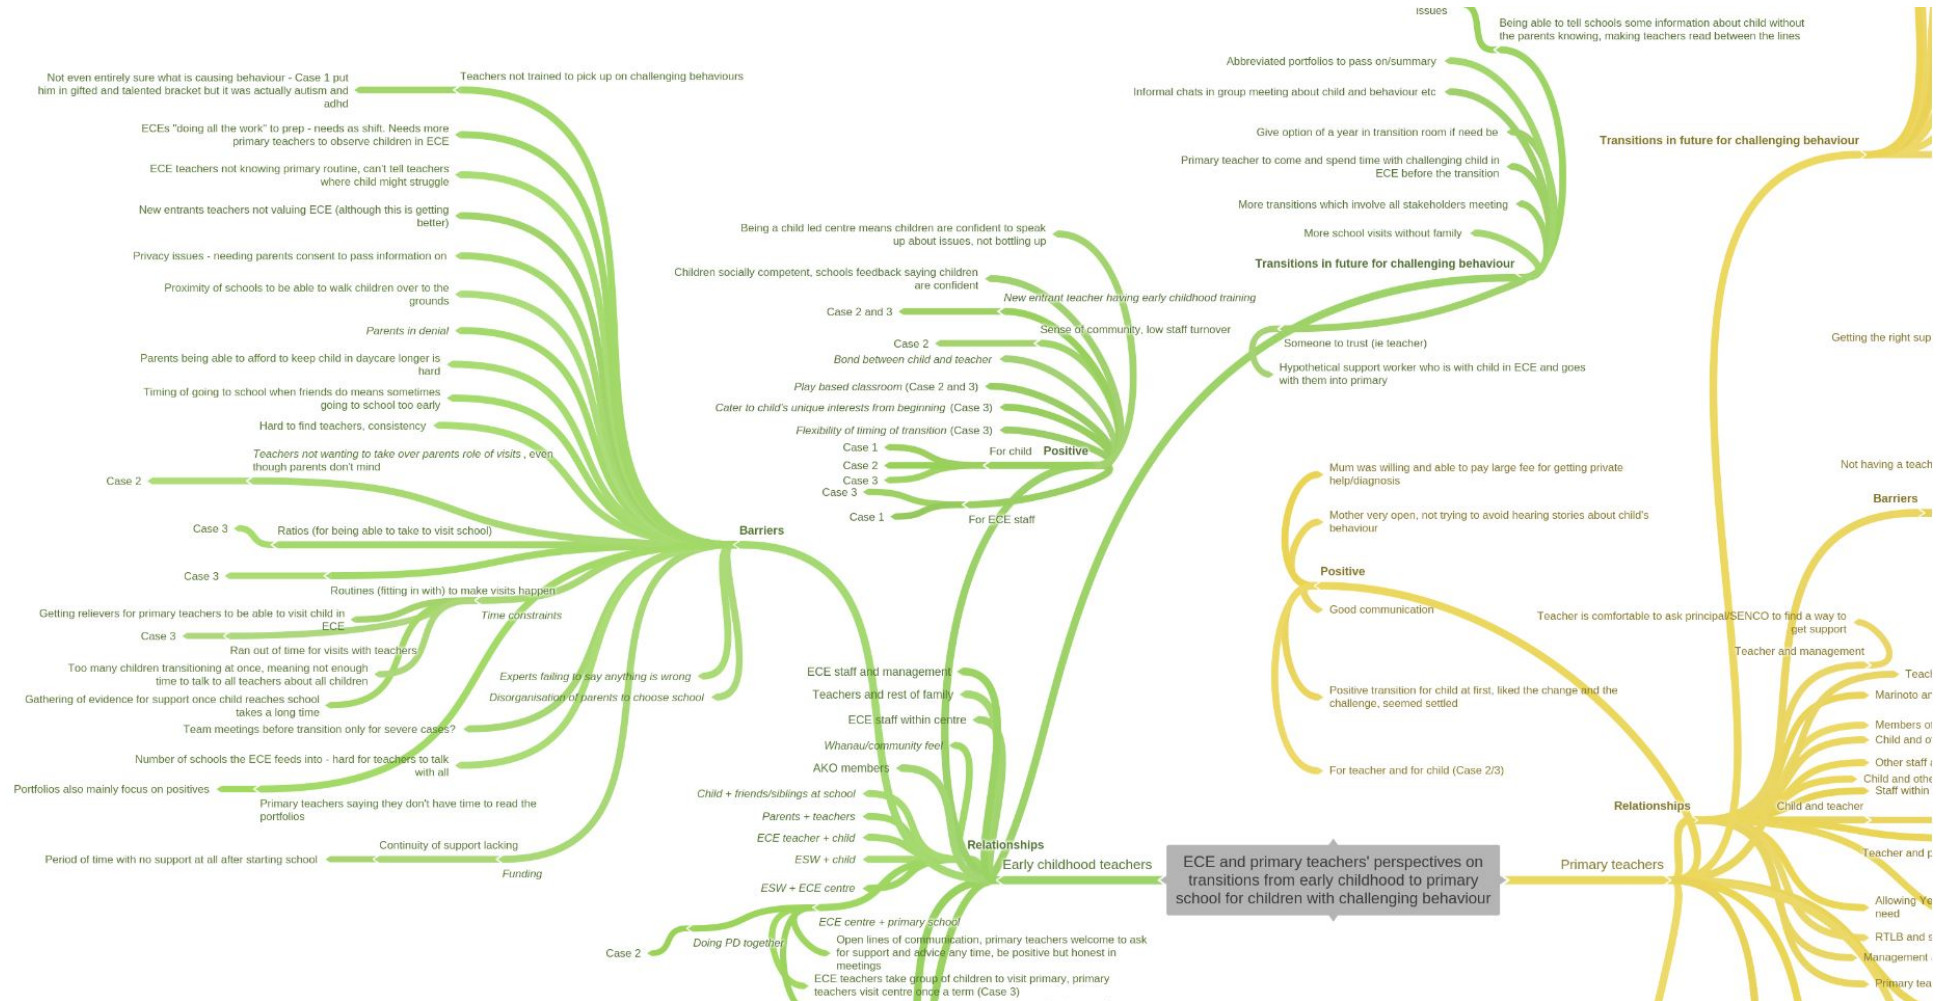 issues
Being able to tell schools some information about child without
the parents knowing, making teachers read between the lines
Abbreviated portfolios to pass on/summary
Informal chats in group meeting about child and behaviour etc
Give option of a year in transition room if need be
Primary teacher to come and spend time with challenging child in
ECE before the transition
More transitions which involve all stakeholders meeting
More school visits without family
Transitions in future for challenging behaviour
Someone to trust (ie teacher)
Hypothetical support worker who is with child in ECE and goes
with them into primary
Teachers not trained to pick up on challenging behaviours
Not even entirely sure what is causing behaviour - Case 1 put
him in gifted and talented bracket but it was actually autism and
adhd
ECEs "doing all the work" to prep - needs as shift. Needs more
primary teachers to observe children in ECE
ECE teachers not knowing primary routine, can't tell teachers
where child might struggle
New entrants teachers not valuing ECE (although this is getting
better)
Privacy issues - needing parents consent to pass information on
Proximity of schools to be able to walk children over to the
grounds
Parents in denial
Parents being able to afford to keep child in daycare longer is
hard
Timing of going to school when friends do means sometimes
going to school too early
Hard to find teachers, consistency
Teachers not wanting to take over parents role of visits , even
though parents don't mind
Case 2
Ratios (for being able to take to visit school)
Case 3
Case 3
Routines (fitting in with) to make visits happen
Time constraints
Getting relievers for primary teachers to be able to visit child in
ECE
Case 3
Ran out of time for visits with teachers
Too many children transitioning at once, meaning not enough
time to talk to all teachers about all children
Gathering of evidence for support once child reaches school
takes a long time
Team meetings before transition only for severe cases?
Number of schools the ECE feeds into - hard for teachers to talk
with all
Portfolios also mainly focus on positives
Primary teachers saying they don't have time to read the
portfolios
Continuity of support lacking
Period of time with no support at all after starting school
Funding
Experts failing to say anything is wrong
Disorganisation of parents to choose school
Barriers
Being a child led centre means children are confident to speak
up about issues, not bottling up
Children socially competent, schools feedback saying children
are confident
New entrant teacher having early childhood training
Case 2 and 3
Sense of community, low staff turnover
Case 2
Bond between child and teacher
Play based classroom (Case 2 and 3)
Cater to child's unique interests from beginning (Case 3)
Flexibility of timing of transition (Case 3)
Case 1
Case 2
Case 3
For child
Positive
Case 3
Case 1
For ECE staff
ECE staff and management
Teachers and rest of family
ECE staff within centre
Whanau/community feel
AKO members
Child + friends/siblings at school
Parents + teachers
ECE teacher + child
ESW + child
ESW + ECE centre
ECE centre + primary school
Doing PD together
Case 2
Open lines of communication, primary teachers welcome to ask
for support and advice any time, be positive but honest in
meetings
ECE teachers take group of children to visit primary, primary
teachers visit centre once a term (Case 3)
Relationships
Early childhood teachers
ECE and primary teachers' perspectives on
transitions from early childhood to primary
school for children with challenging behaviour
Primary teachers
Transitions in future for challenging behaviour
Getting the right sup
Not having a teach
Barriers
Mum was willing and able to pay large fee for getting private
help/diagnosis
Mother very open, not trying to avoid hearing stories about child's
behaviour
Positive
Good communication
Positive transition for child at first, liked the change and the
challenge, seemed settled
For teacher and for child (Case 2/3)
Teacher is comfortable to ask principal/SENCO to find a way to
get support
Teacher and management
Teac
Marinoto an
Members o
Child and o
Other staff
Child and othe
Staff within
Child and teacher
Relationships
Teacher and p
Allowing Ye
need
RTLB and s
Management
Primary tea